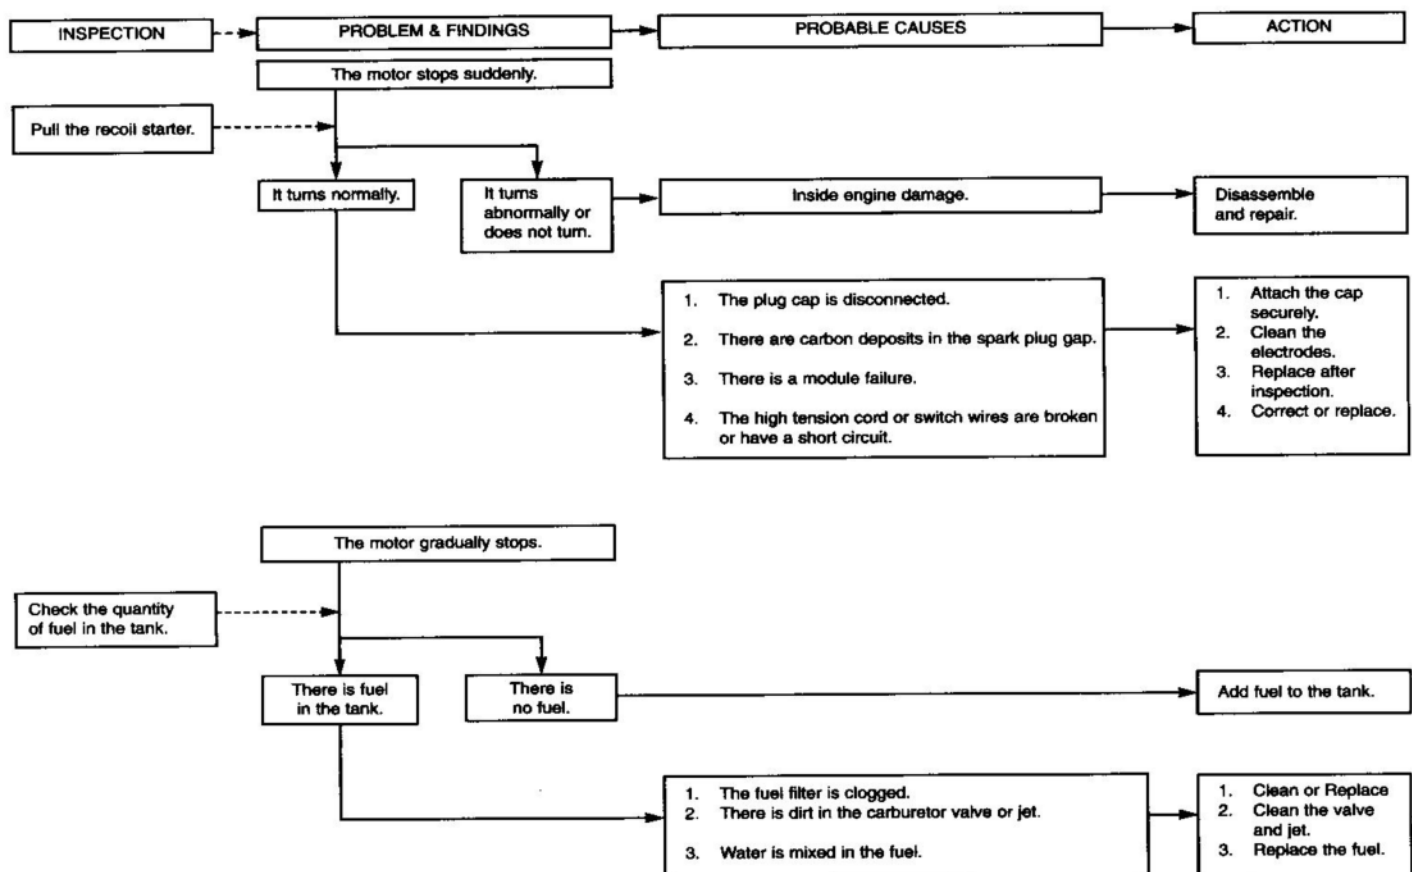 INSPECTION
PROBLEM & FINDINGS
PROBABLE CAUSES
ACTION
The motor stops suddenly.
Pull the recoil starter.
It turns normally.
It turns
abnormally or
does not turn.
Inside engine damage.
Disassemble
and repair.
1. The plug cap is disconnected.
2. There are carbon deposits in the spark plug gap.
3. There is a module failure.
4. The high tension cord or switch wires are broken
or have a short circuit.
1. Attach the cap
securely.
2. Clean the
electrodes.
3. Replace after
inspection.
4. Correct or replace.
The motor gradually stops.
Check the quantity
of fuel in the tank.
There is fuel
in the tank.
There is
no fuel.
Add fuel to the tank.
1. The fuel filter is clogged.
2. There is dirt in the carburetor valve or jet.
3. Water is mixed in the fuel.
1. Clean or Replace
2. Clean the valve
and jet.
3. Replace the fuel.